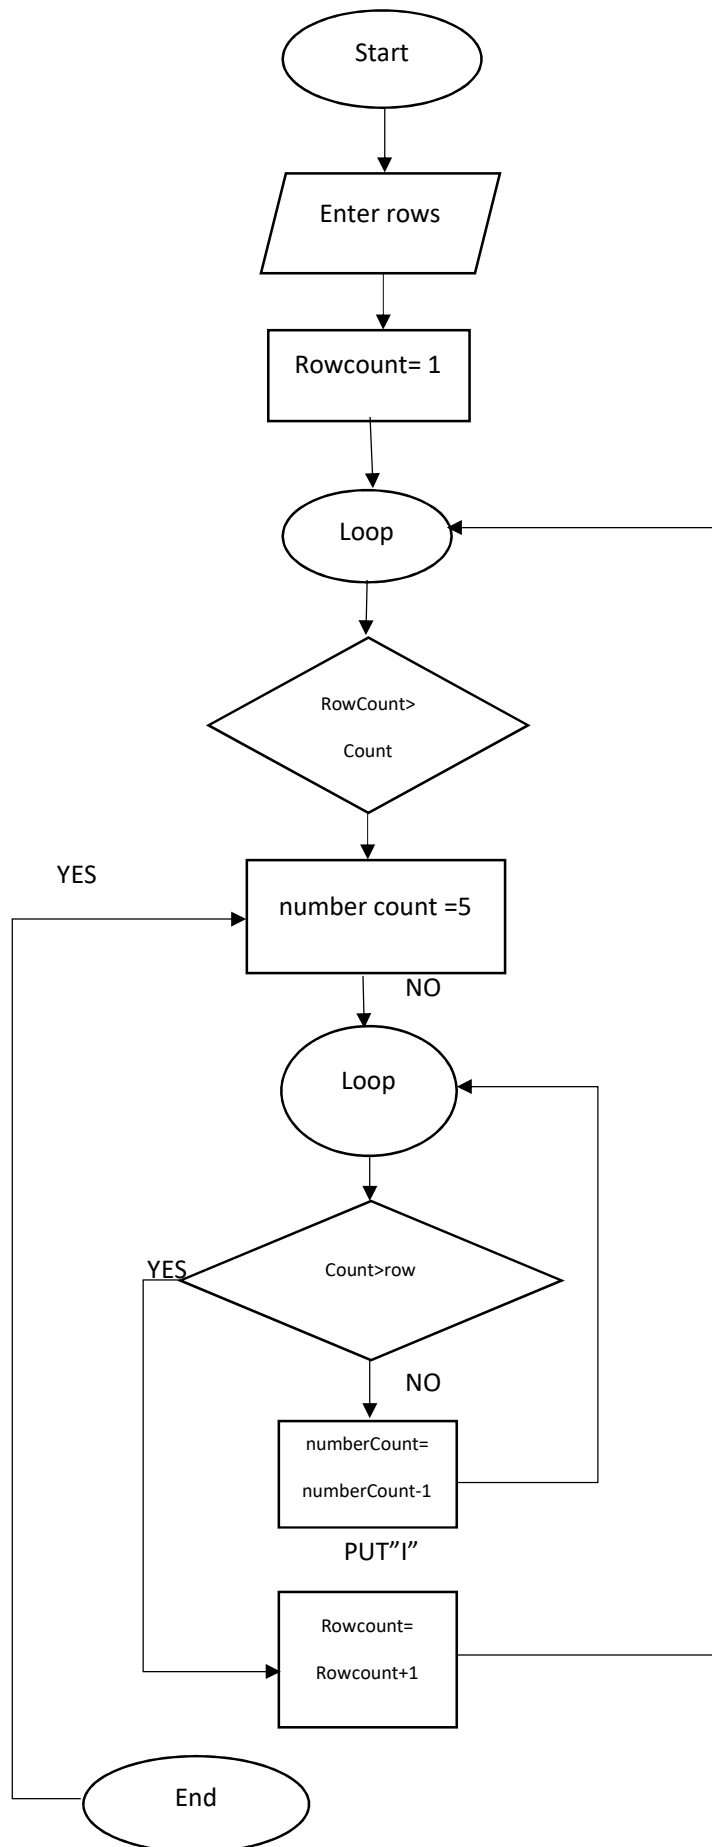 Start
Enter rows
Rowcount= 1
Loop
RowCount>
Count
YES
number count =5
NO
Loop
YES
Count>row
NO
numberCount=
numberCount-1
PUT”I”
Rowcount=
Rowcount+1
End